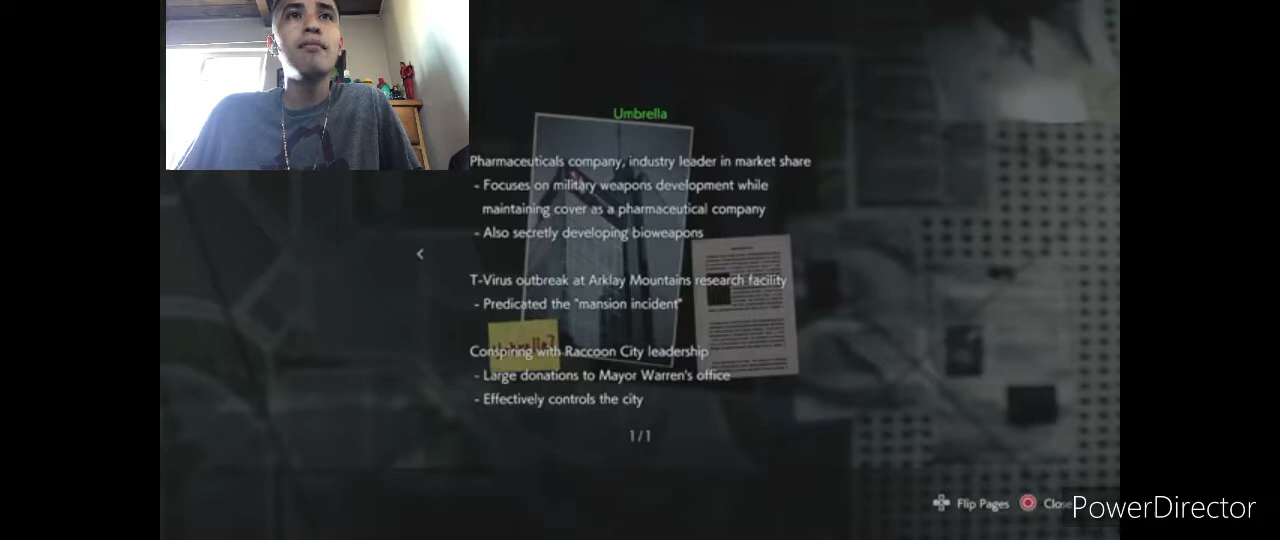 Umbrella
Pharmaceuticals company, industry leader in market share
- Focuses on military weapons development while
maintaining cover as a pharmaceutical company
- Also secretly developing bioweapons
T-Virus outbreak at Arklay Mountains research facility
- Predicated the "mansion incident"
Umbrella?
Conspiring with Raccoon City leadership
- Large donations to Mayor Warren's office
- Effectively controls the city
1/1
Flip Pages
PowerDirector